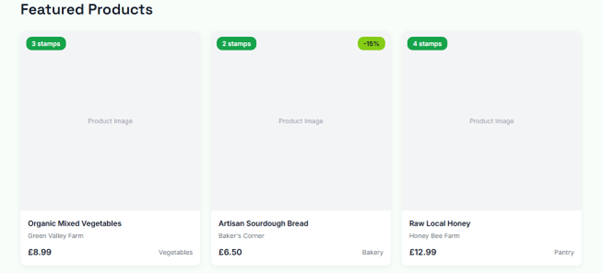 Featured Products
3 stamps
Product Image
Organic Mixed Vegetables
Green Valley Farm
£8.99 Vegetables
2 stamps -15%
Product Image
Artisan Sourdough Bread
Baker's Corner
£6.50 Bakery
4 stamps
Product Image
Raw Local Honey
Honey Bee Farm
£12.99 Pantry